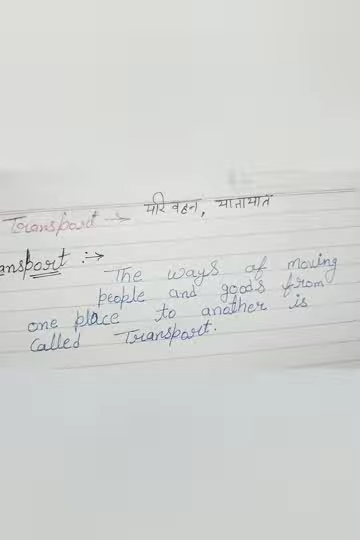 Transport → परिवहन, यातायात
ansport :→
The ways of moving
people and goods from
one place to another is
called Transport.